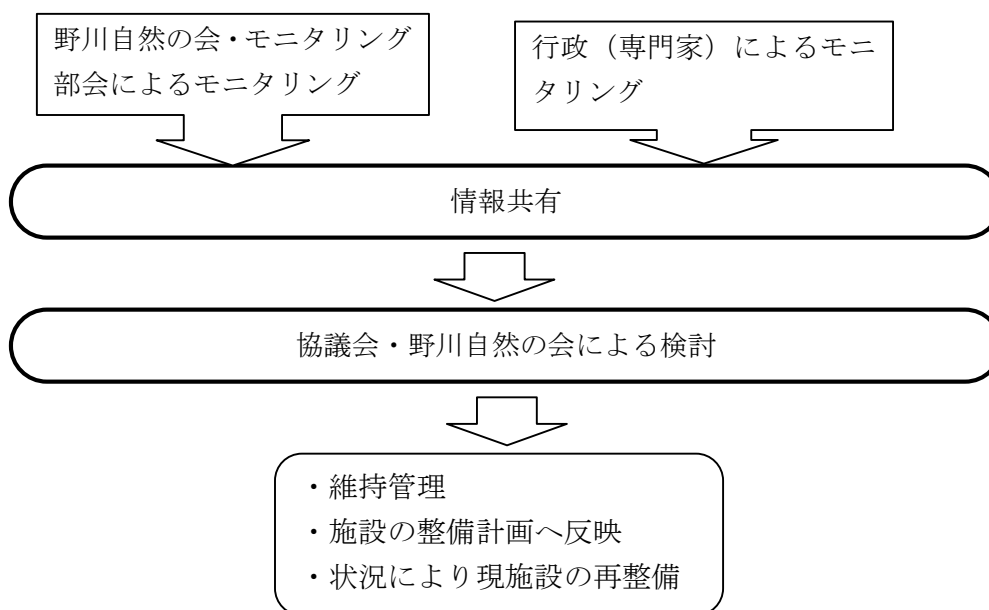 野川自然の会・モニタリング
部会によるモニタリング
行政（専門家）によるモニ
タリング
情報共有
協議会・野川自然の会による検討
・維持管理
・施設の整備計画へ反映
・状況により現施設の再整備